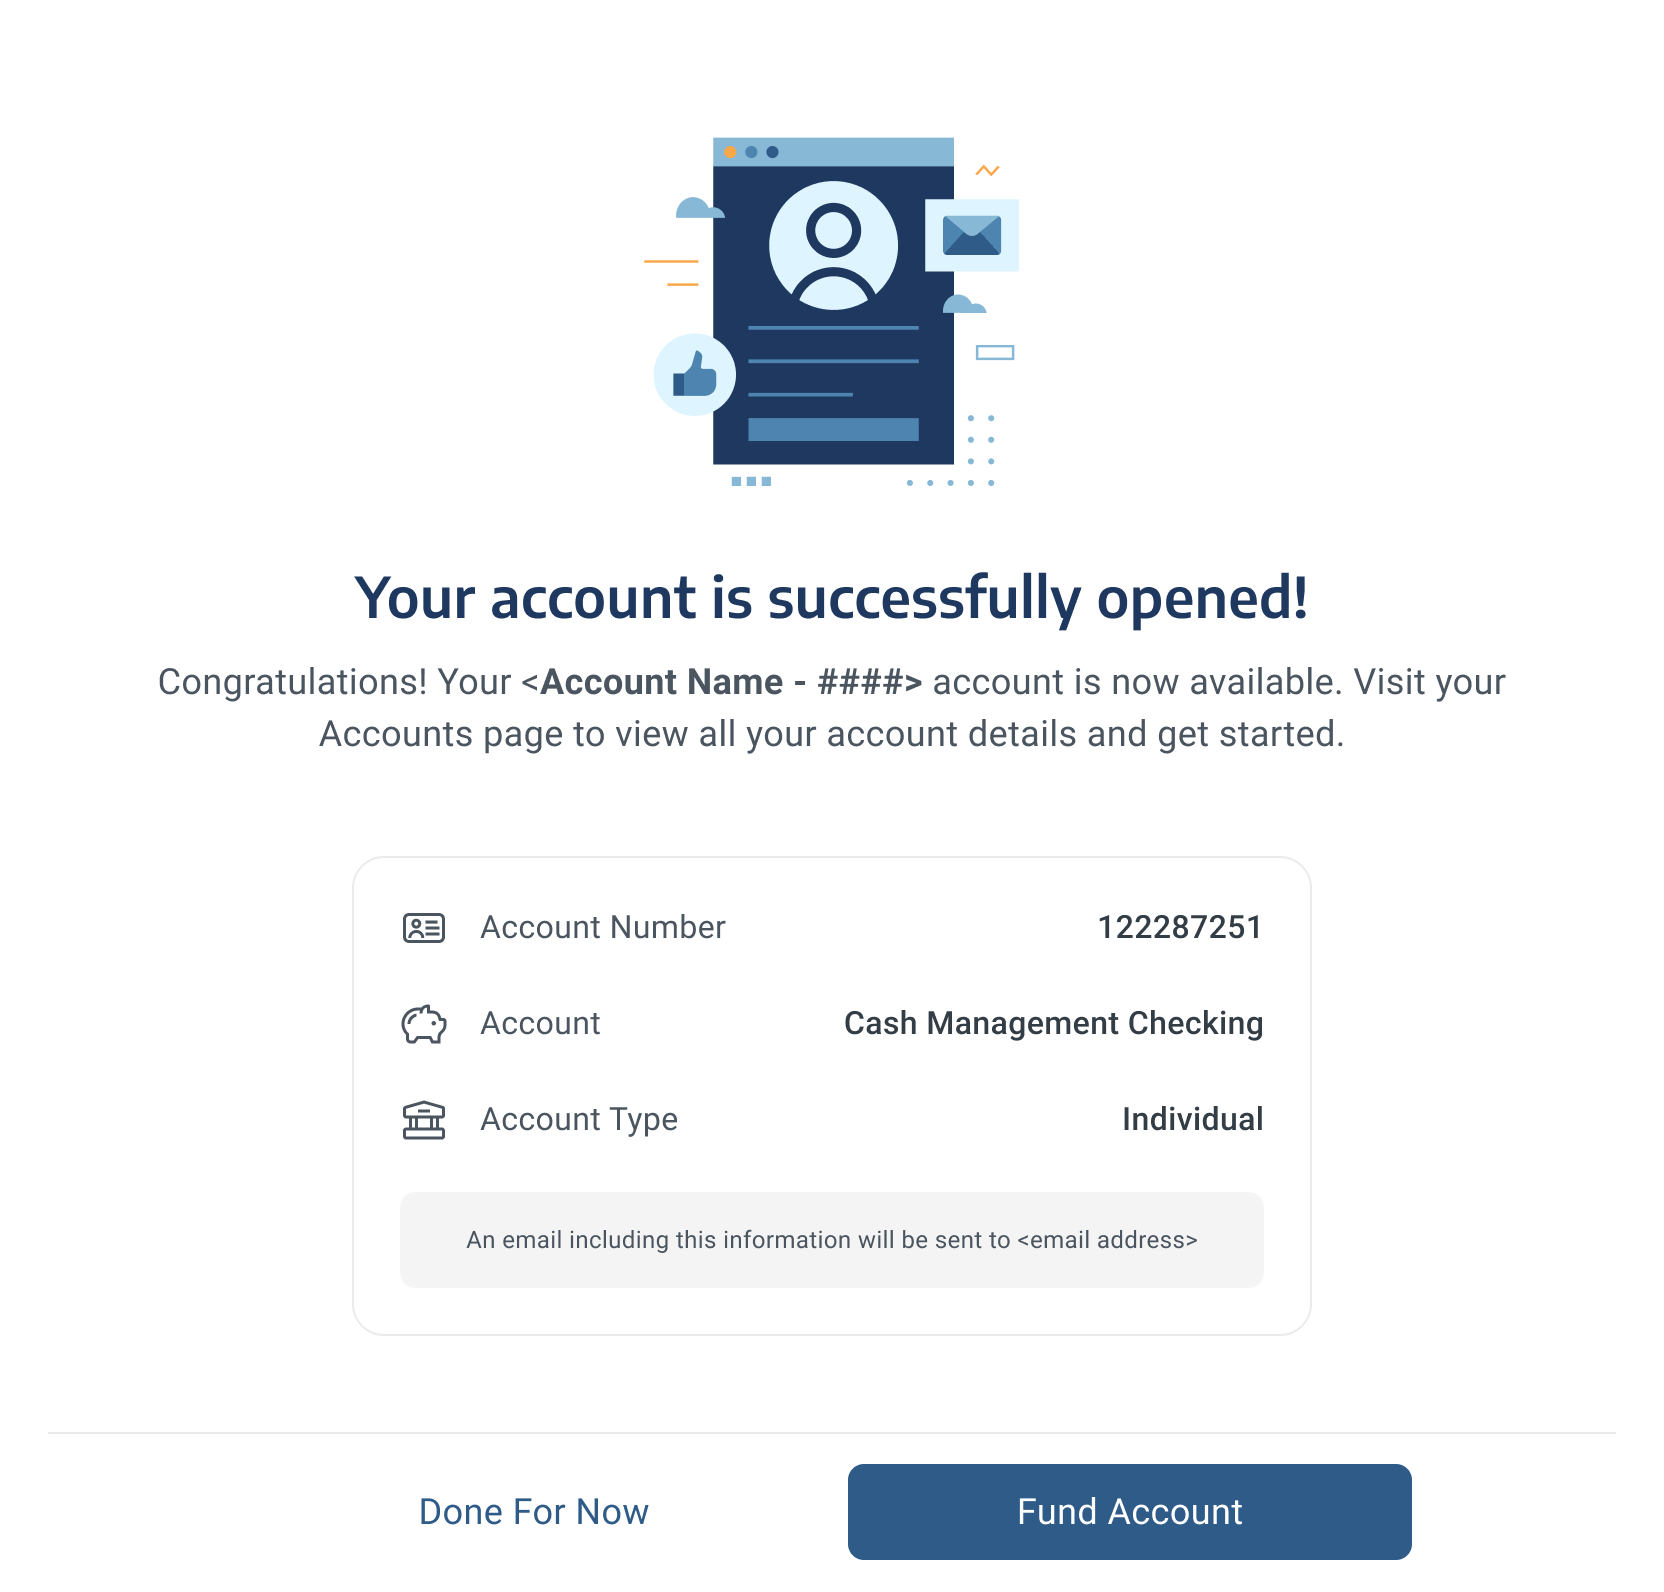 Your account is successfully opened!
Congratulations! Your <Account Name - ####> account is now available. Visit your
Accounts page to view all your account details and get started.
Account Number 122287251
Account Cash Management Checking
Account Type Individual
An email including this information will be sent to <email address>
Done For Now Fund Account